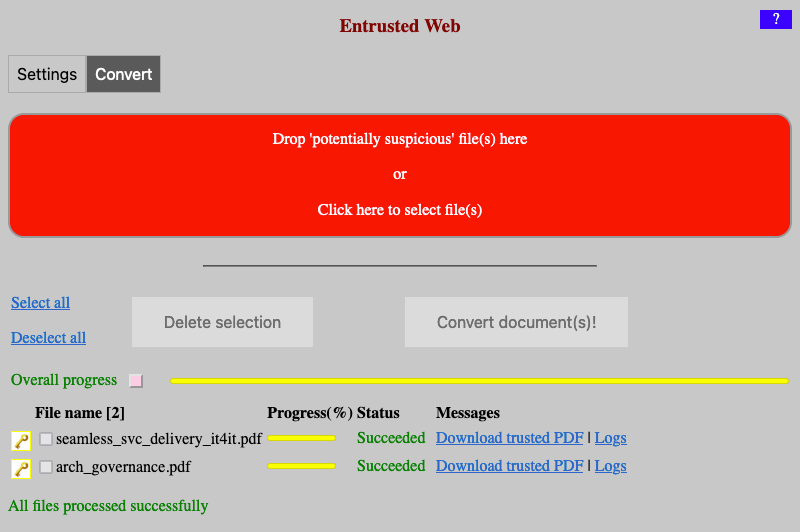 Entrusted Web
?
Settings Convert
Drop 'potentially suspicious' file(s) here
or
Click here to select file(s)
Select all
Delete selection Convert document(s)!
Deselect all
Overall progress
File name [2] Progress(%) Status Messages
seamless_svc_delivery_it4it.pdf Succeeded Download trusted PDF | Logs
arch_governance.pdf Succeeded Download trusted PDF | Logs
All files processed successfully